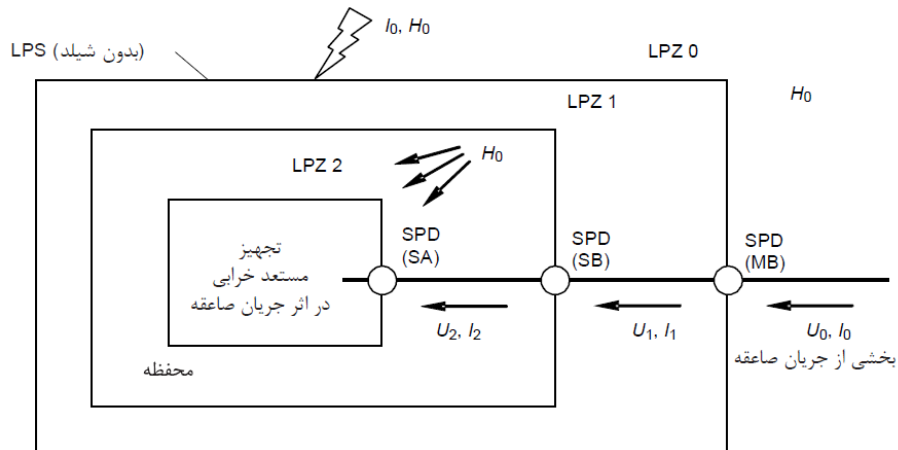 I0, H0
LPZ 0
LPS (بدون شیلد)
H0
LPZ 1
H0
LPZ 2
SPD
(SA)
SPD
(SB)
SPD
(MB)
تجهیز
مستعد خرابی
در اثر جریان صاعقه
U2, I2
U1, I1
U0, I0
بخشی از جریان صاعقه
محفظه